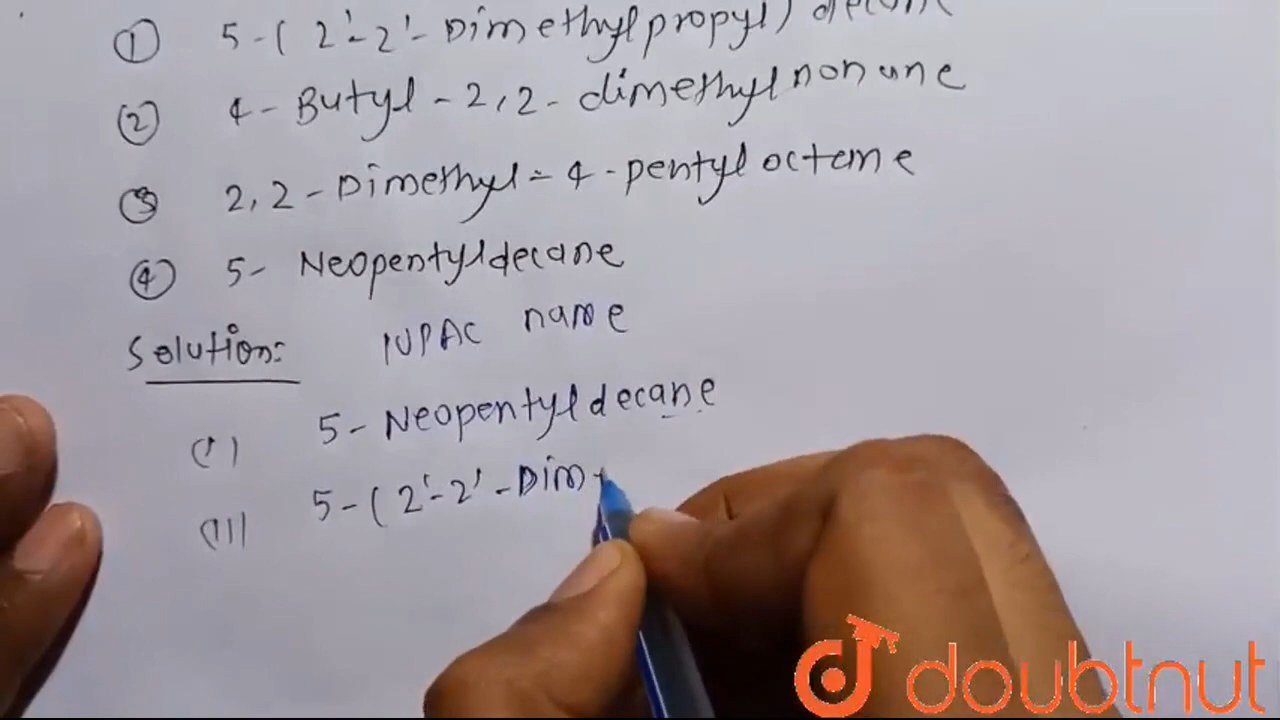 ① 5-(2'-2'-Dimethylpropyl) decane
② 4-Butyl-2,2-dimethylnonane
③ 2,2-Dimethyl-4-pentyloctane
④ 5-Neopentyldecane
Solution: IUPAC name
(I) 5-Neopentyldecane
(II) 5-(2'-2'-Dim
doubtnut